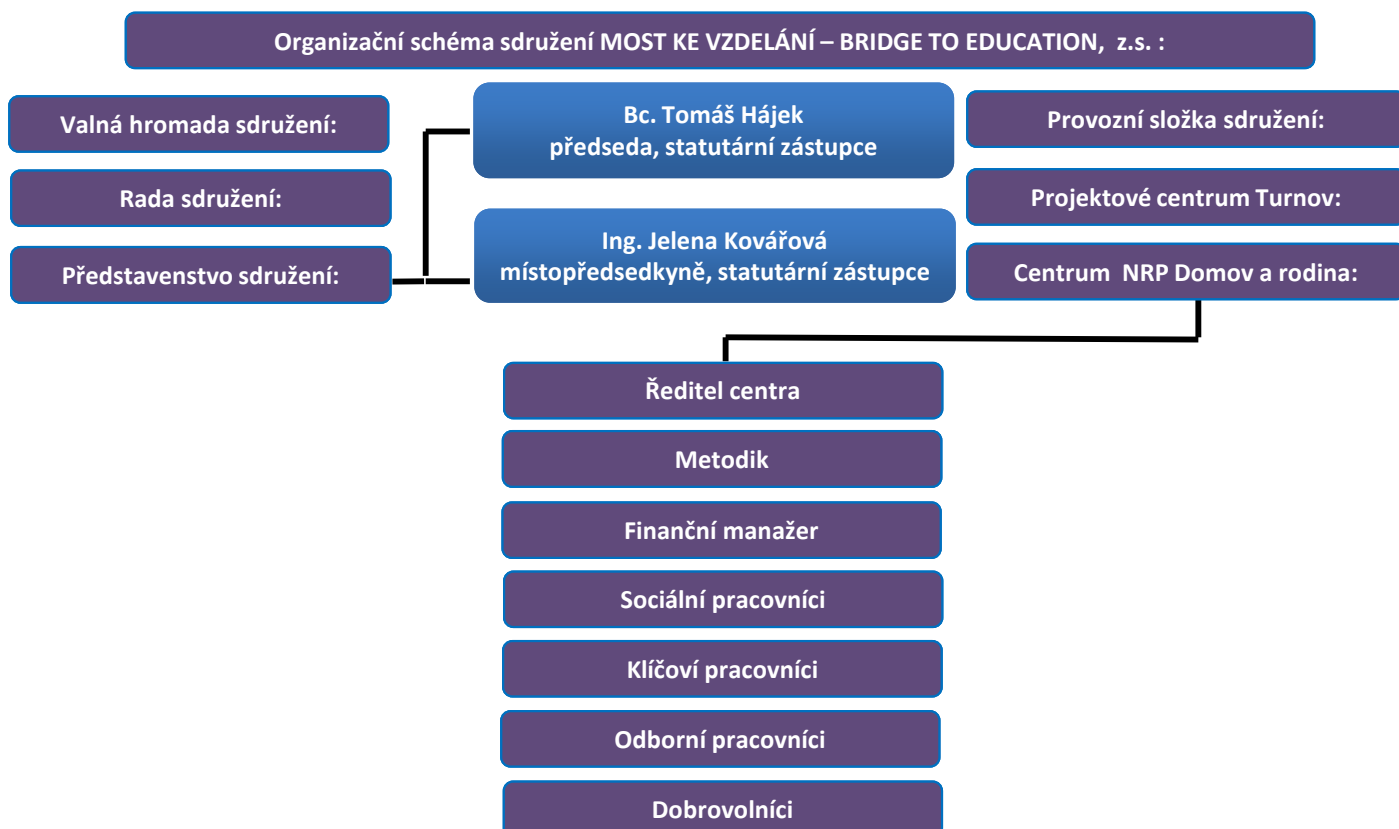 Organizační schéma sdružení MOST KE VZDELÁNÍ – BRIDGE TO EDUCATION, z.s. :
Valná hromada sdružení:
Rada sdružení:
Představenstvo sdružení:
Bc. Tomáš Hájek
předseda, statutární zástupce
Ing. Jelena Kovářová
místopředsedkyně, statutární zástupce
Provozní složka sdružení:
Projektové centrum Turnov:
Centrum NRP Domov a rodina:
Ředitel centra
Metodik
Finanční manažer
Sociální pracovníci
Klíčoví pracovníci
Odborní pracovníci
Dobrovolníci